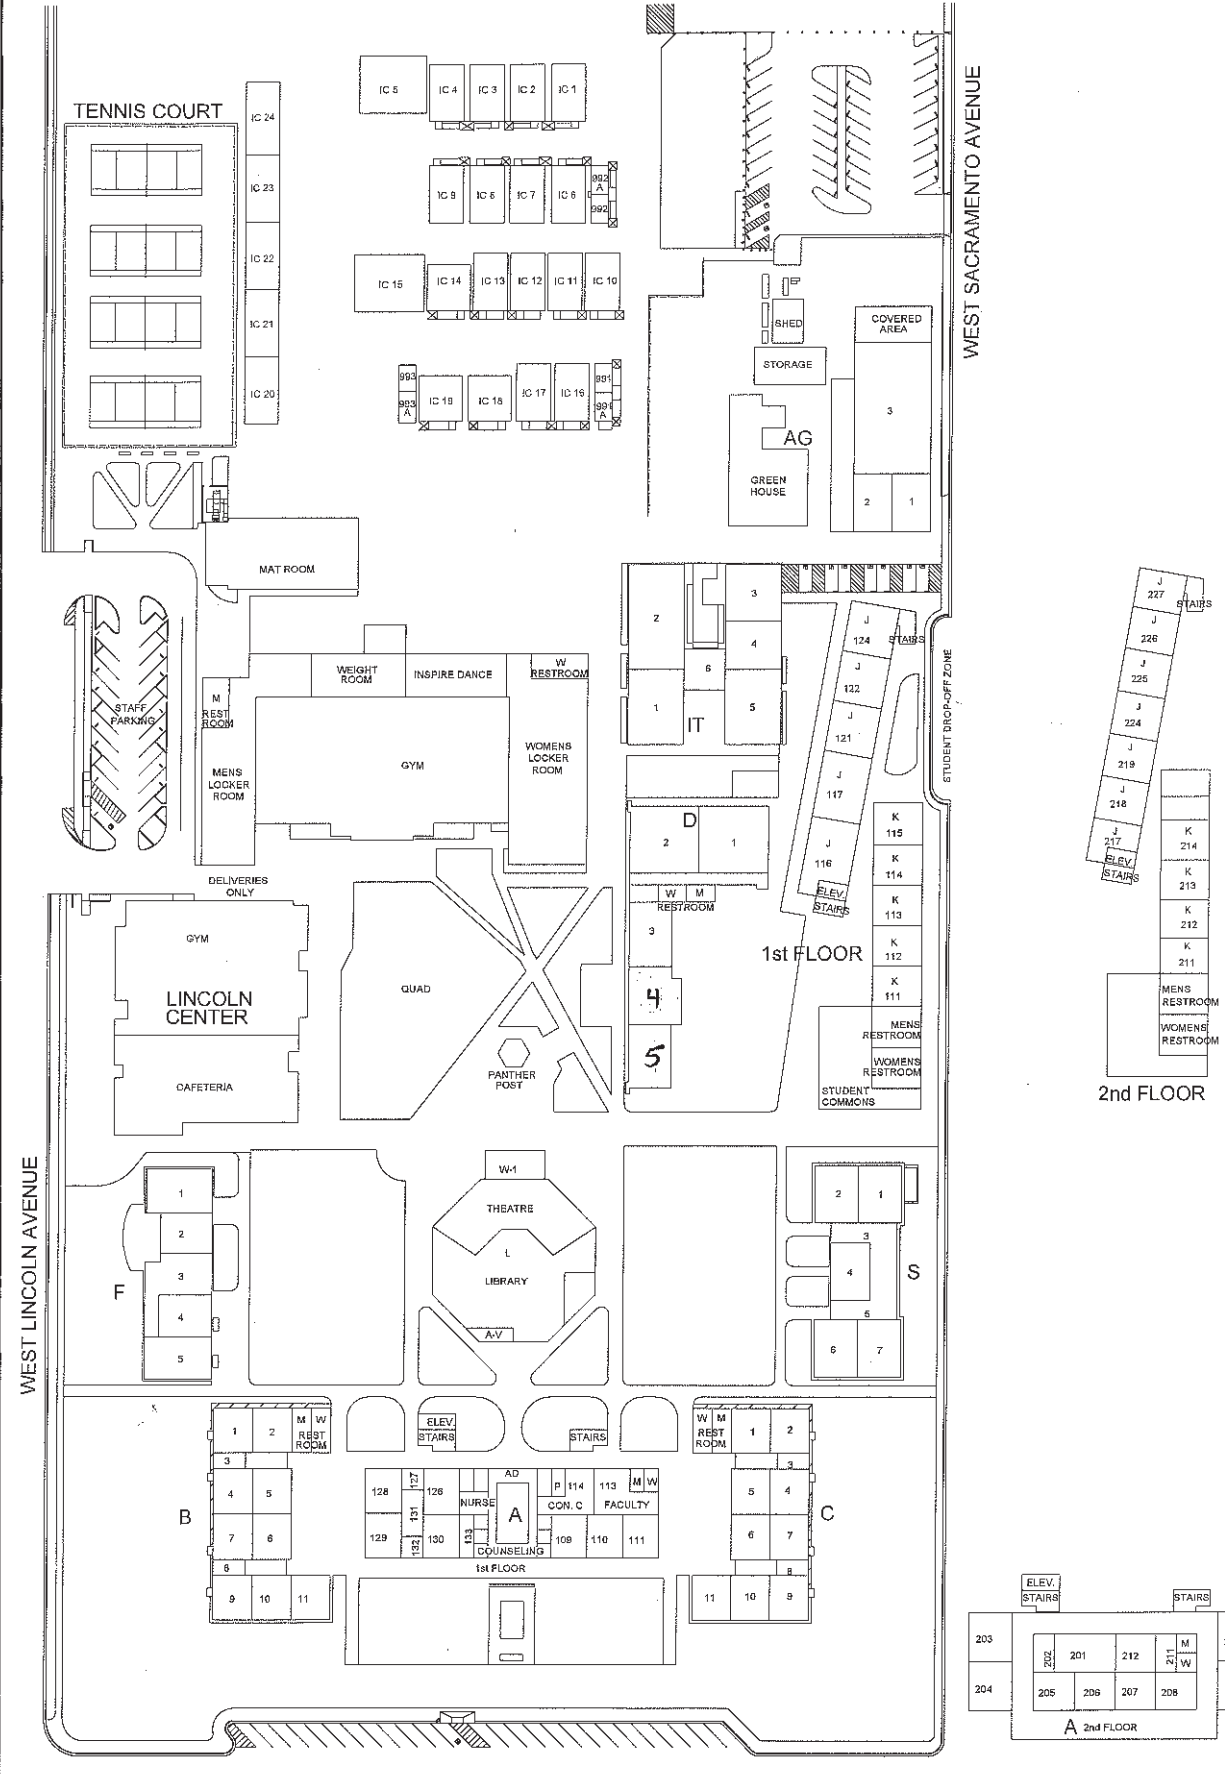 TENNIS COURT
IC 24
IC 23
IC 22
IC 21
IC 20
IC 5
IC 4
IC 3
IC 2
IC 1
IC 9
IC 8
IC 7
IC 6
992
A
992
IC 15
IC 14
IC 13
IC 12
IC 11
IC 10
993
993
A
IC 19
IC 18
IC 17
IC 16
991
991
A
WEST SACRAMENTO AVENUE
SHED
STORAGE
COVERED
AREA
3
AG
GREEN
HOUSE
2
1
MAT ROOM
STAFF
PARKING
WEIGHT
ROOM
INSPIRE DANCE
W
RESTROOM
M
REST
ROOM
MENS
LOCKER
ROOM
GYM
WOMENS
LOCKER
ROOM
2
3
4
6
1
5
IT
J
124
STAIRS
J
122
J
121
J
117
J
116
ELEV.
STAIRS
STUDENT DROP-OFF ZONE
J
227
STAIRS
J
226
J
225
J
224
J
219
J
218
J
217
ELEV.
STAIRS
K
214
K
213
K
212
K
211
MENS
RESTROOM
WOMENS
RESTROOM
2nd FLOOR
D
2
1
W
M
RESTROOM
3
4
5
1st FLOOR
K
115
K
114
K
113
K
112
K
111
MENS
RESTROOM
WOMENS
RESTROOM
STUDENT
COMMONS
DELIVERIES
ONLY
GYM
LINCOLN
CENTER
CAFETERIA
QUAD
PANTHER
POST
WEST LINCOLN AVENUE
F
1
2
3
4
5
W-1
THEATRE
L
LIBRARY
A-V
2
1
3
4
5
6
7
S
ELEV.
STAIRS
STAIRS
B
1
2
M
W
REST
ROOM
3
4
5
7
6
8
9
10
11
128
127
126
131
129
132
130
NURSE
133
AD
A
COUNSELING
P
114
113
M
W
CON. C
FACULTY
109
110
111
1st FLOOR
C
W
M
REST
ROOM
1
2
3
5
4
6
7
8
11
10
9
ELEV.
STAIRS
STAIRS
203
204
202
201
212
211
M
W
205
206
207
208
A 2nd FLOOR